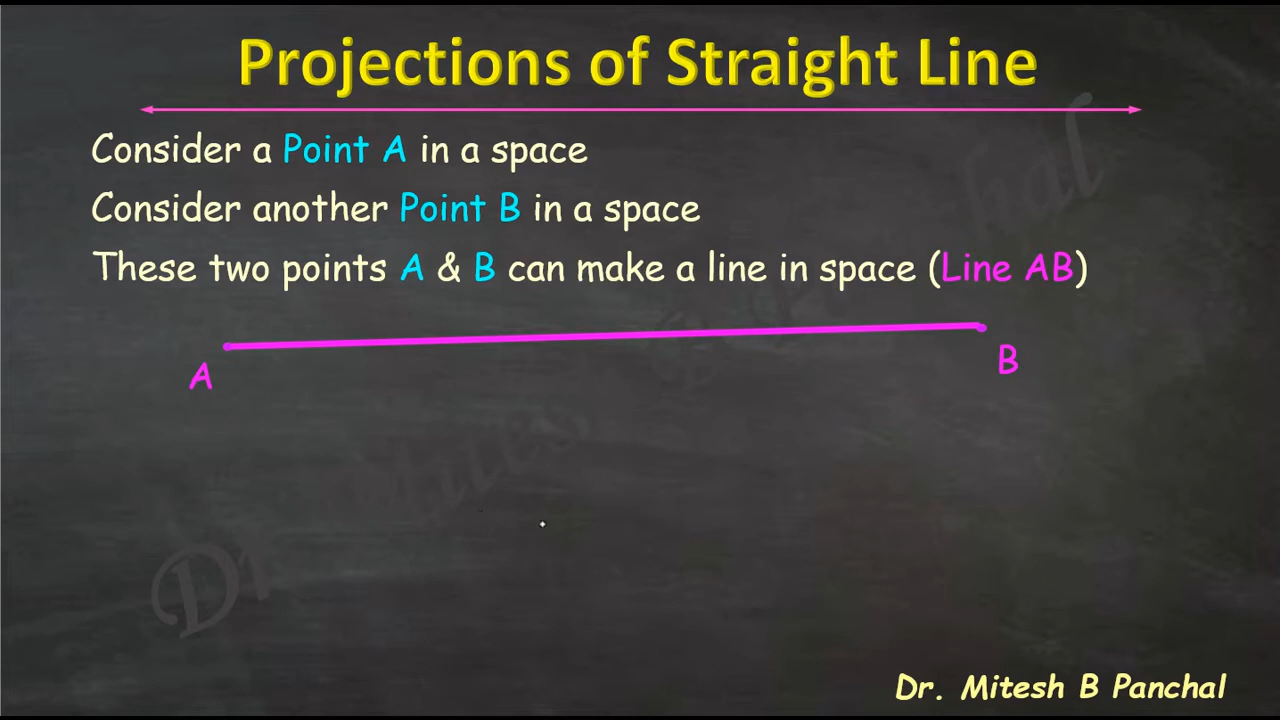 Projections of Straight Line
Consider a Point A in a space
Consider another Point B in a space
These two points A & B can make a line in space (Line AB)
A
B
Dr. Mitesh B Panchal